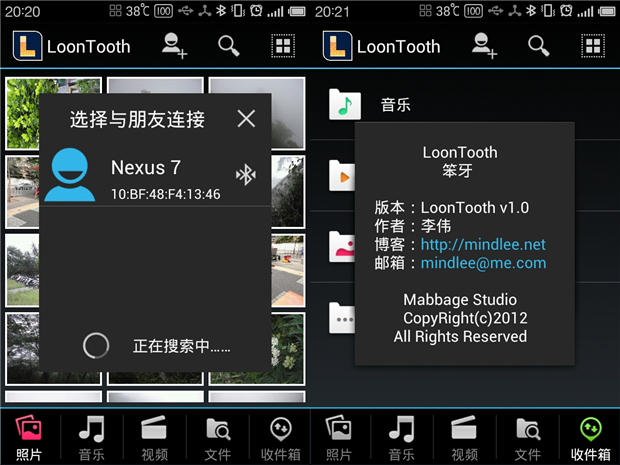 20:20
38℃
100
LoonTooth
选择与朋友连接
Nexus 7
10:BF:48:F4:13:46
正在搜索中……
照片
音乐
视频
文件
收件箱
20:21
38℃
100
LoonTooth
音乐
LoonTooth
笨牙
版本：LoonTooth v1.0
作者：李伟
博客：http://mindlee.net
邮箱：mindlee@me.com
Mabbage Studio
CopyRight(c)2012
All Rights Reserved
照片
音乐
视频
文件
收件箱